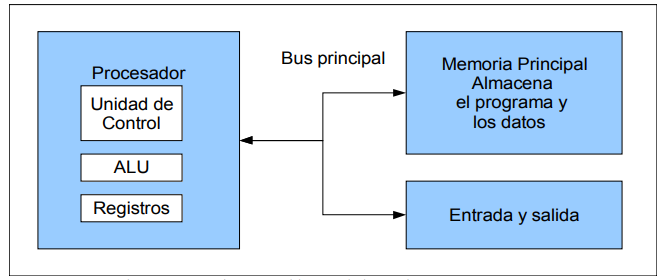 Procesador
Unidad de
Control
ALU
Registros
Bus principal
Memoria Principal
Almacena
el programa y
los datos
Entrada y salida